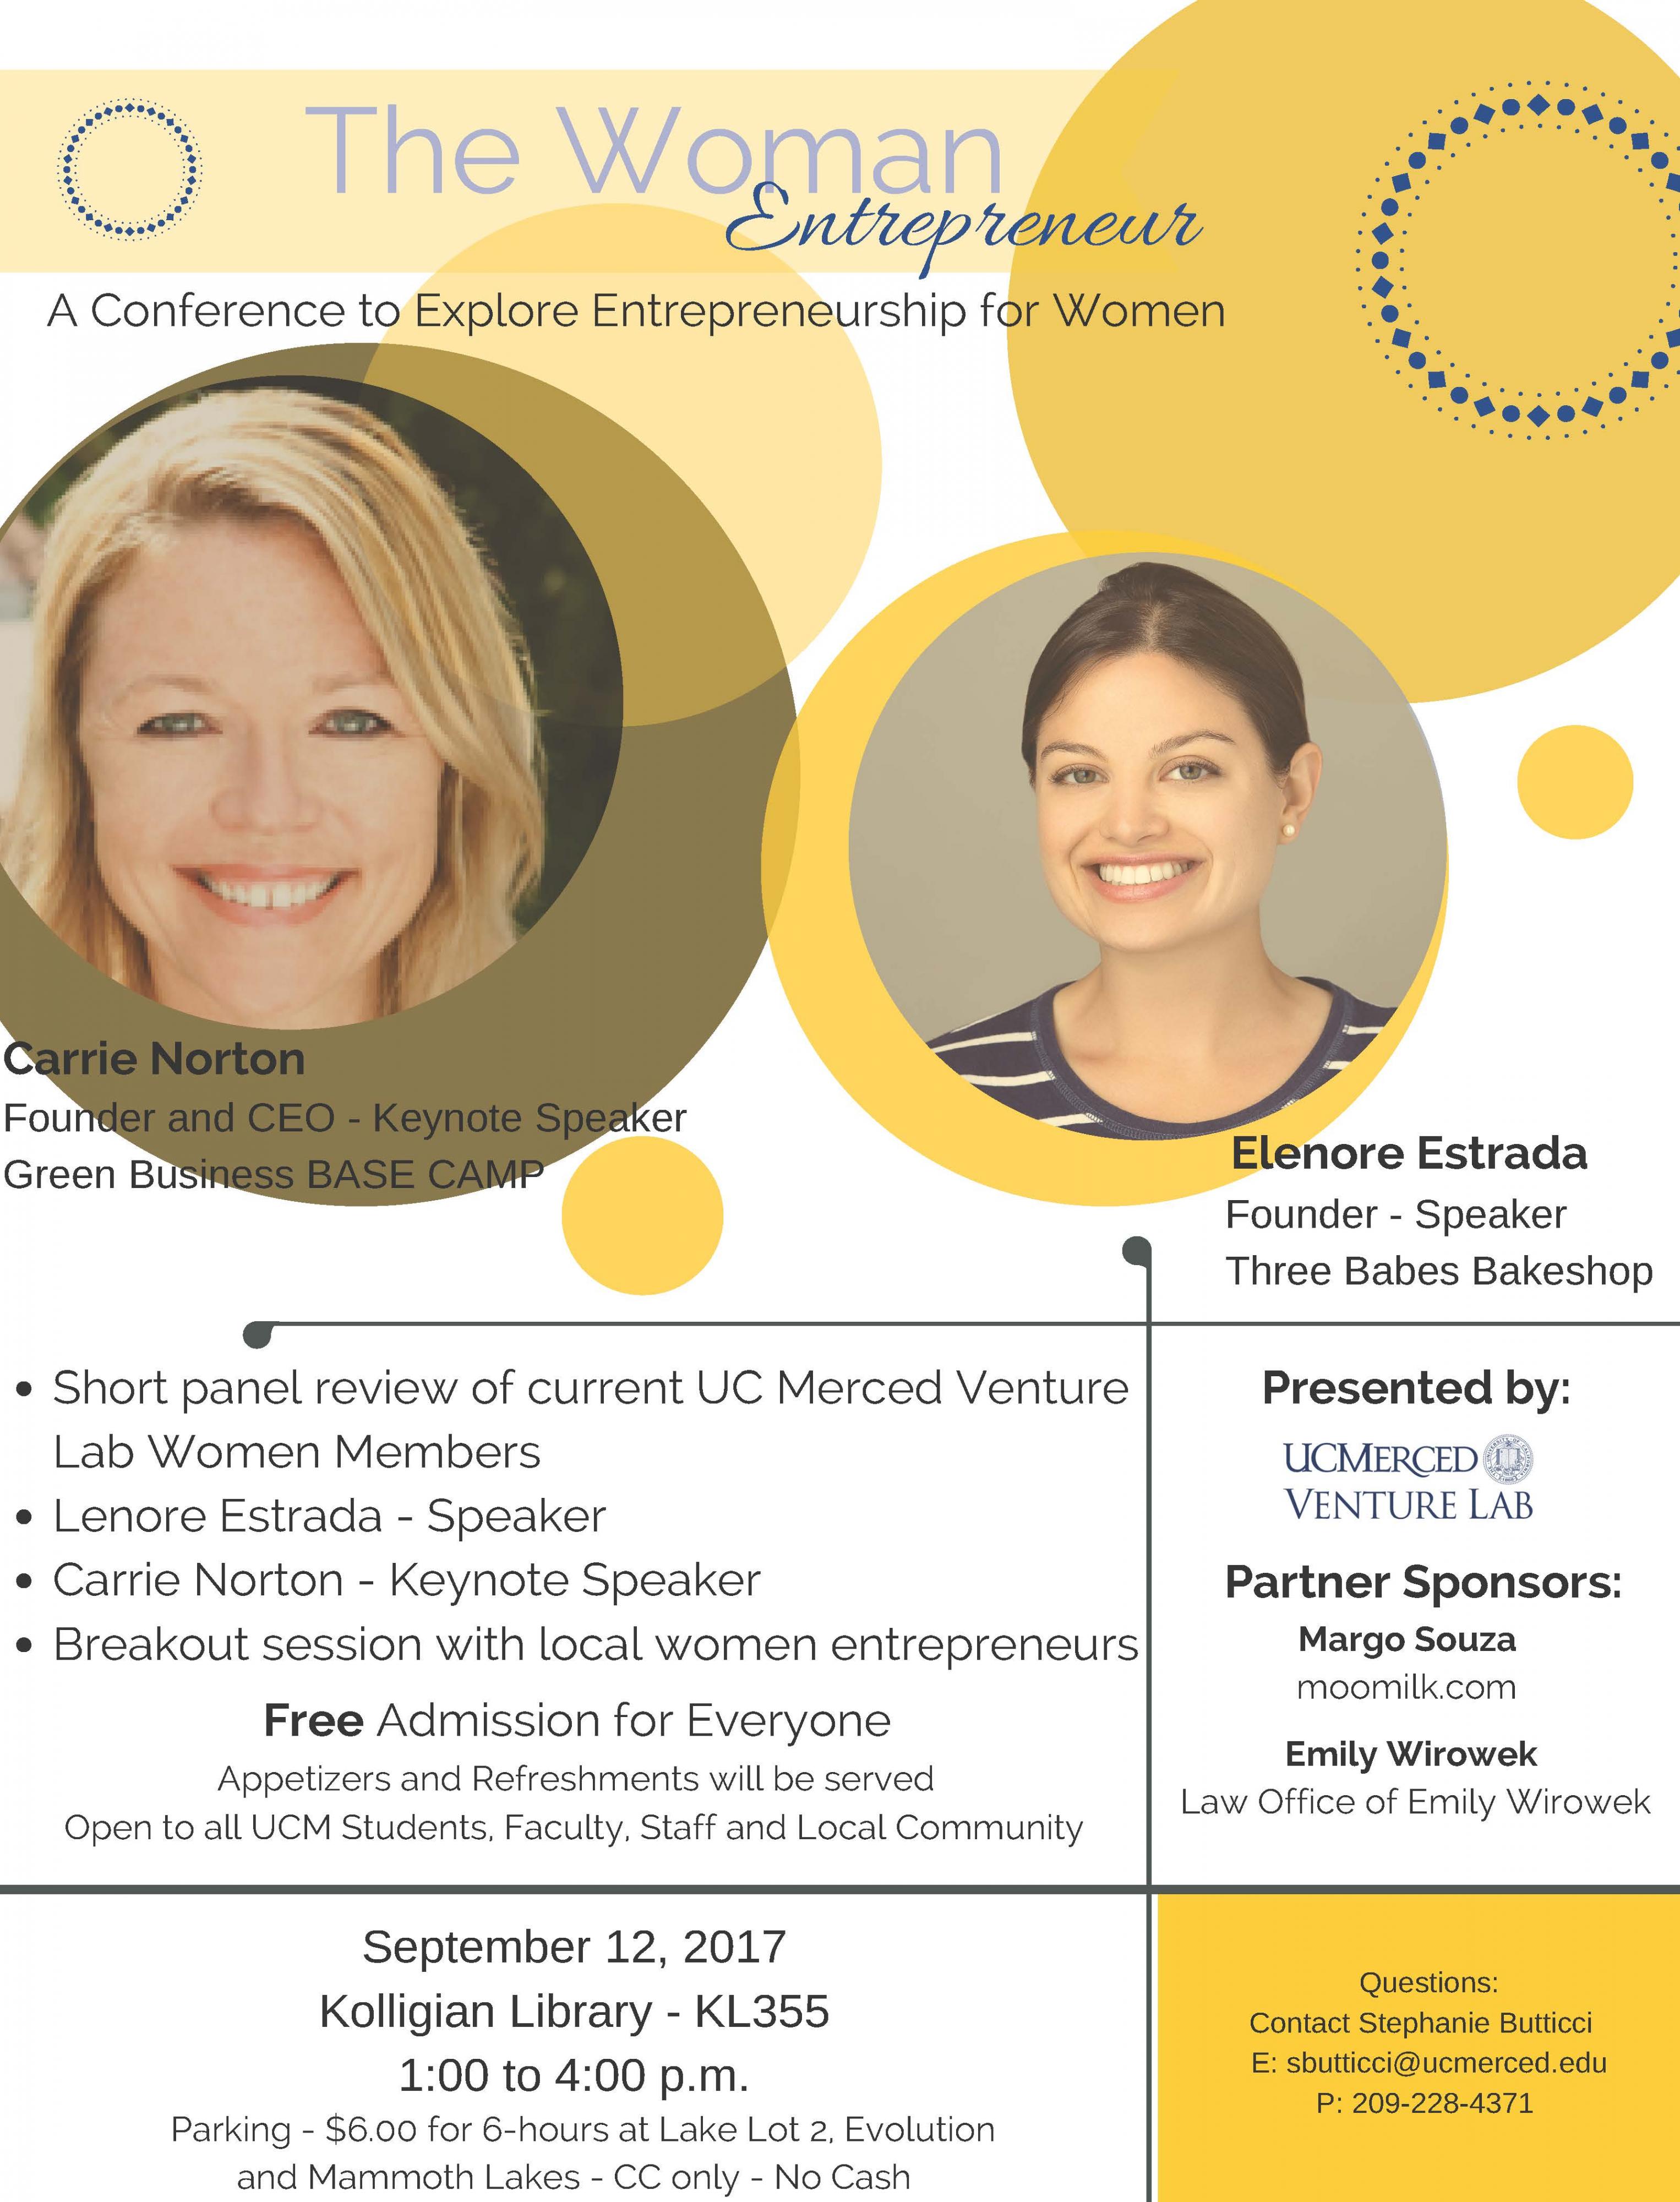 The Woman
Entrepreneur
A Conference to Explore Entrepreneurship for Women
Carrie Norton
Founder and CEO - Keynote Speaker
Green Business BASE CAMP
Elenore Estrada
Founder - Speaker
Three Babes Bakeshop
• Short panel review of current UC Merced Venture
Lab Women Members
• Lenore Estrada - Speaker
• Carrie Norton - Keynote Speaker
• Breakout session with local women entrepreneurs
Free Admission for Everyone
Appetizers and Refreshments will be served
Open to all UCM Students, Faculty, Staff and Local Community
Presented by:
UCMERCED
VENTURE LAB
Partner Sponsors:
Margo Souza
moomilk.com
Emily Wirowek
Law Office of Emily Wirowek
September 12, 2017
Kolligian Library - KL355
1:00 to 4:00 p.m.
Parking - $6.00 for 6-hours at Lake Lot 2, Evolution
and Mammoth Lakes - CC only - No Cash
Questions:
Contact Stephanie Butticci
E: sbutticci@ucmerced.edu
P: 209-228-4371